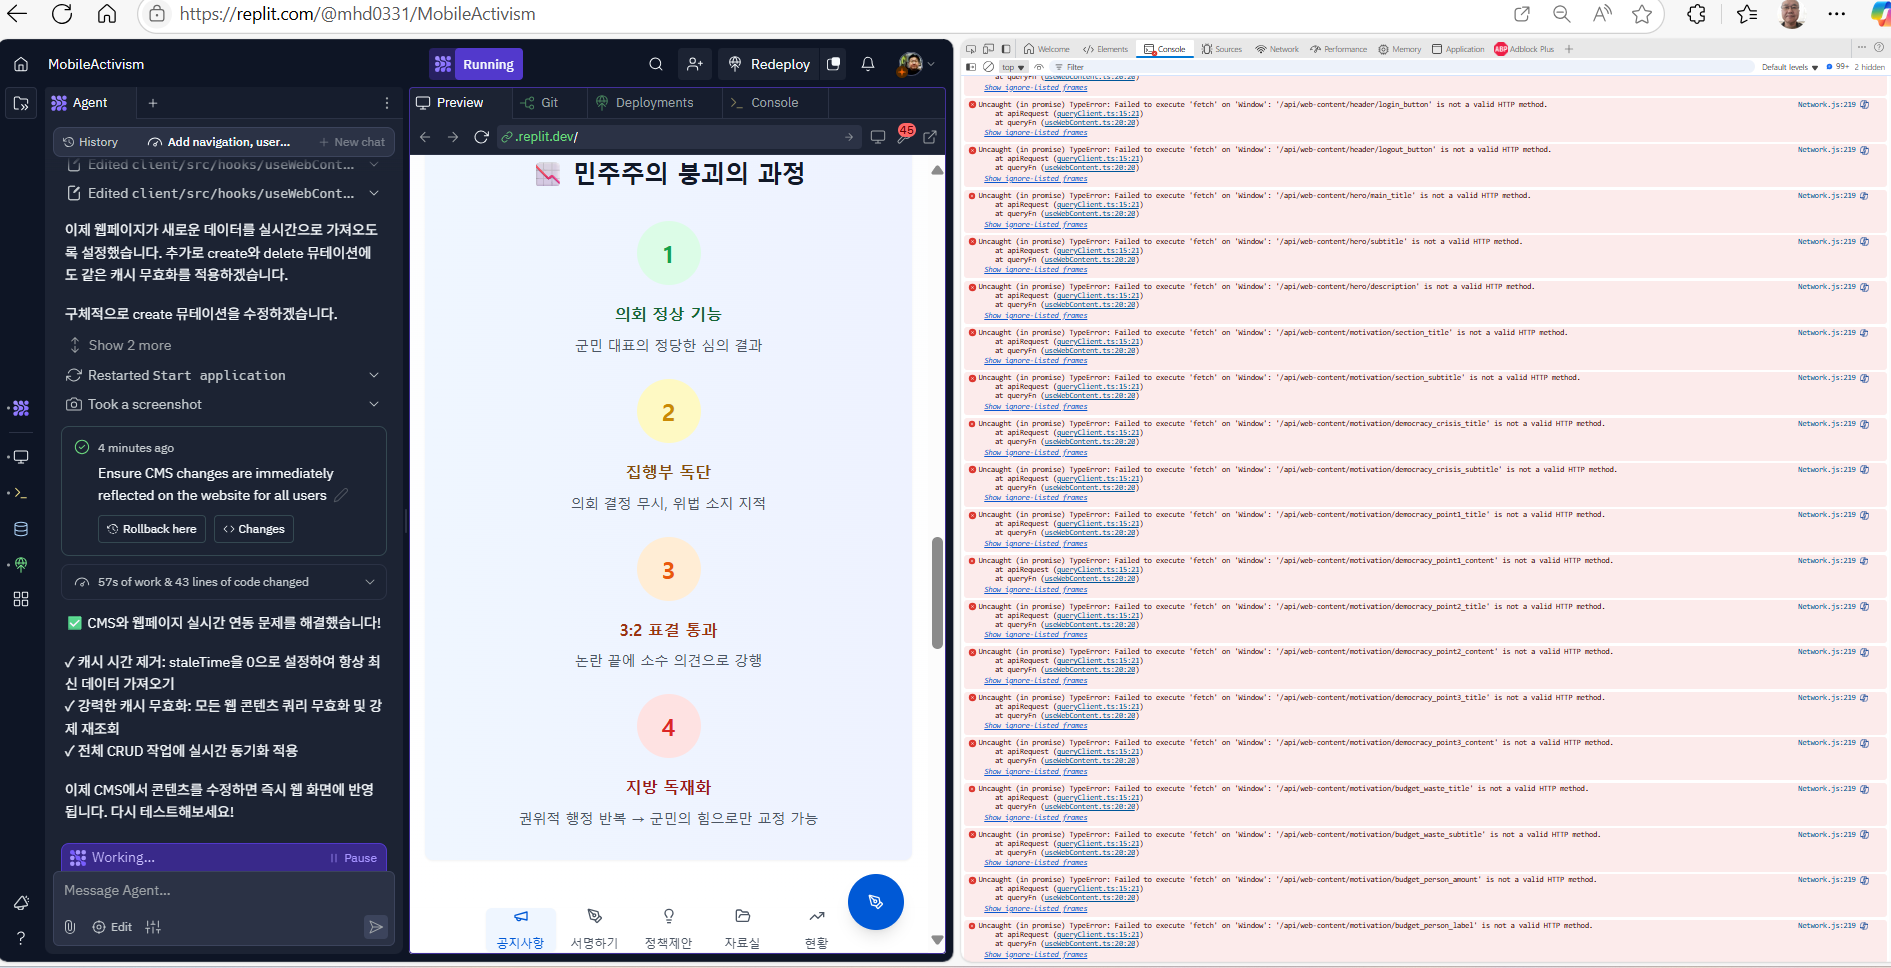 https://replit.com/@mhd0331/MobileActivism
MobileActivism
Running
Redeploy
Agent
History
Add navigation, user...
+ New chat
Edited client/src/hooks/useWebCont...
Edited client/src/hooks/useWebCont...
이제 웹페이지가 새로운 데이터를 실시간으로 가져오도
록 설정했습니다. 추가로 create와 delete 뮤테이션에
도 같은 캐시 무효화를 적용하겠습니다.
구체적으로 create 뮤테이션을 수정하겠습니다.
Show 2 more
Restarted Start application
Took a screenshot
4 minutes ago
Ensure CMS changes are immediately
reflected on the website for all users
Rollback here
Changes
57s of work & 43 lines of code changed
✅ CMS와 웹페이지 실시간 연동 문제를 해결했습니다!
✓ 캐시 시간 제거: staleTime을 0으로 설정하여 항상 최
신 데이터 가져오기
✓ 강력한 캐시 무효화: 모든 웹 콘텐츠 쿼리 무효화 및 강
제 재조회
✓ 전체 CRUD 작업에 실시간 동기화 적용
이제 CMS에서 콘텐츠를 수정하면 즉시 웹 화면에 반영
됩니다. 다시 테스트해보세요!
Working...
Pause
Message Agent...
Edit
Preview
Git
Deployments
Console
.replit.dev/
45
민주주의 붕괴의 과정
1
의회 정상 기능
군민 대표의 정당한 심의 결과
2
집행부 독단
의회 결정 무시, 위법 소지 지적
3
3:2 표결 통과
논란 끝에 소수 의견으로 강행
4
지방 독재화
권위적 행정 반복 → 군민의 힘으로만 교정 가능
공지사항
서명하기
정책제안
자료실
현황
Welcome
Elements
Console
Sources
Network
Performance
Memory
Application
ABP Adblock Plus
top
Filter
Default levels
99+
2 hidden
at queryFn (useWebContent.ts:20:20)
Show ignore-listed frames
Uncaught (in promise) TypeError: Failed to execute 'fetch' on 'Window': '/api/web-content/header/login_button' is not a valid HTTP method. Network.js:219
at apiRequest (queryClient.ts:15:21)
at queryFn (useWebContent.ts:20:20)
Show ignore-listed frames
Uncaught (in promise) TypeError: Failed to execute 'fetch' on 'Window': '/api/web-content/header/logout_button' is not a valid HTTP method. Network.js:219
at apiRequest (queryClient.ts:15:21)
at queryFn (useWebContent.ts:20:20)
Show ignore-listed frames
Uncaught (in promise) TypeError: Failed to execute 'fetch' on 'Window': '/api/web-content/hero/main_title' is not a valid HTTP method. Network.js:219
at apiRequest (queryClient.ts:15:21)
at queryFn (useWebContent.ts:20:20)
Show ignore-listed frames
Uncaught (in promise) TypeError: Failed to execute 'fetch' on 'Window': '/api/web-content/hero/subtitle' is not a valid HTTP method. Network.js:219
at apiRequest (queryClient.ts:15:21)
at queryFn (useWebContent.ts:20:20)
Show ignore-listed frames
Uncaught (in promise) TypeError: Failed to execute 'fetch' on 'Window': '/api/web-content/hero/description' is not a valid HTTP method. Network.js:219
at apiRequest (queryClient.ts:15:21)
at queryFn (useWebContent.ts:20:20)
Show ignore-listed frames
Uncaught (in promise) TypeError: Failed to execute 'fetch' on 'Window': '/api/web-content/motivation/section_title' is not a valid HTTP method. Network.js:219
at apiRequest (queryClient.ts:15:21)
at queryFn (useWebContent.ts:20:20)
Show ignore-listed frames
Uncaught (in promise) TypeError: Failed to execute 'fetch' on 'Window': '/api/web-content/motivation/section_subtitle' is not a valid HTTP method. Network.js:219
at apiRequest (queryClient.ts:15:21)
at queryFn (useWebContent.ts:20:20)
Show ignore-listed frames
Uncaught (in promise) TypeError: Failed to execute 'fetch' on 'Window': '/api/web-content/motivation/democracy_crisis_title' is not a valid HTTP method. Network.js:219
at apiRequest (queryClient.ts:15:21)
at queryFn (useWebContent.ts:20:20)
Show ignore-listed frames
Uncaught (in promise) TypeError: Failed to execute 'fetch' on 'Window': '/api/web-content/motivation/democracy_crisis_subtitle' is not a valid HTTP method. Network.js:219
at apiRequest (queryClient.ts:15:21)
at queryFn (useWebContent.ts:20:20)
Show ignore-listed frames
Uncaught (in promise) TypeError: Failed to execute 'fetch' on 'Window': '/api/web-content/motivation/democracy_point1_title' is not a valid HTTP method. Network.js:219
at apiRequest (queryClient.ts:15:21)
at queryFn (useWebContent.ts:20:20)
Show ignore-listed frames
Uncaught (in promise) TypeError: Failed to execute 'fetch' on 'Window': '/api/web-content/motivation/democracy_point1_content' is not a valid HTTP method. Network.js:219
at apiRequest (queryClient.ts:15:21)
at queryFn (useWebContent.ts:20:20)
Show ignore-listed frames
Uncaught (in promise) TypeError: Failed to execute 'fetch' on 'Window': '/api/web-content/motivation/democracy_point2_title' is not a valid HTTP method. Network.js:219
at apiRequest (queryClient.ts:15:21)
at queryFn (useWebContent.ts:20:20)
Show ignore-listed frames
Uncaught (in promise) TypeError: Failed to execute 'fetch' on 'Window': '/api/web-content/motivation/democracy_point2_content' is not a valid HTTP method. Network.js:219
at apiRequest (queryClient.ts:15:21)
at queryFn (useWebContent.ts:20:20)
Show ignore-listed frames
Uncaught (in promise) TypeError: Failed to execute 'fetch' on 'Window': '/api/web-content/motivation/democracy_point3_title' is not a valid HTTP method. Network.js:219
at apiRequest (queryClient.ts:15:21)
at queryFn (useWebContent.ts:20:20)
Show ignore-listed frames
Uncaught (in promise) TypeError: Failed to execute 'fetch' on 'Window': '/api/web-content/motivation/democracy_point3_content' is not a valid HTTP method. Network.js:219
at apiRequest (queryClient.ts:15:21)
at queryFn (useWebContent.ts:20:20)
Show ignore-listed frames
Uncaught (in promise) TypeError: Failed to execute 'fetch' on 'Window': '/api/web-content/motivation/budget_waste_title' is not a valid HTTP method. Network.js:219
at apiRequest (queryClient.ts:15:21)
at queryFn (useWebContent.ts:20:20)
Show ignore-listed frames
Uncaught (in promise) TypeError: Failed to execute 'fetch' on 'Window': '/api/web-content/motivation/budget_waste_subtitle' is not a valid HTTP method. Network.js:219
at apiRequest (queryClient.ts:15:21)
at queryFn (useWebContent.ts:20:20)
Show ignore-listed frames
Uncaught (in promise) TypeError: Failed to execute 'fetch' on 'Window': '/api/web-content/motivation/budget_person_amount' is not a valid HTTP method. Network.js:219
at apiRequest (queryClient.ts:15:21)
at queryFn (useWebContent.ts:20:20)
Show ignore-listed frames
Uncaught (in promise) TypeError: Failed to execute 'fetch' on 'Window': '/api/web-content/motivation/budget_person_label' is not a valid HTTP method. Network.js:219
at apiRequest (queryClient.ts:15:21)
at queryFn (useWebContent.ts:20:20)
Show ignore-listed frames